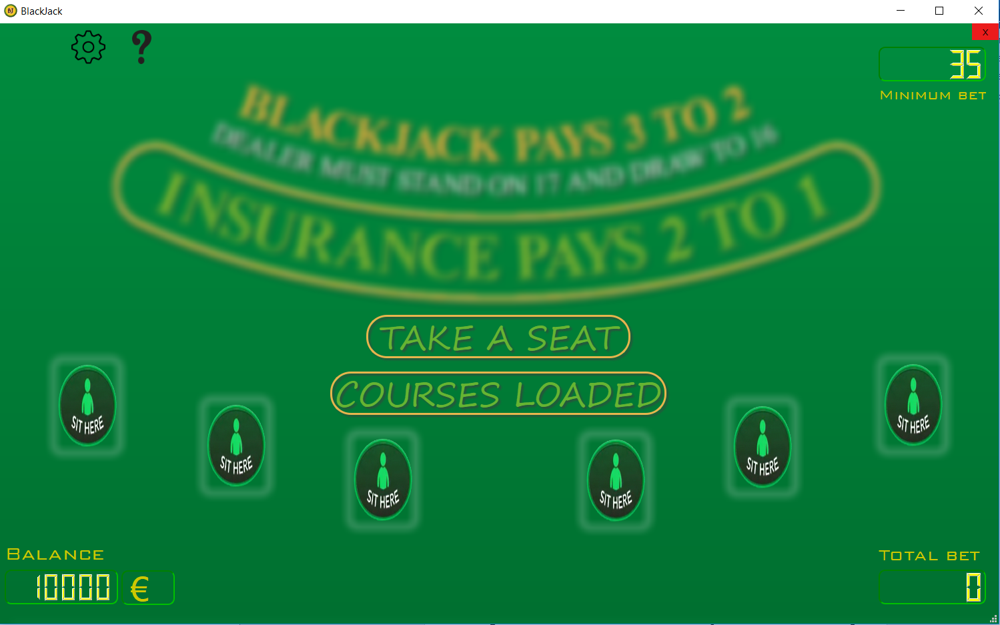 BlackJack
x
35
MINIMUM BET
BLACKJACK PAYS 3 TO 2
DEALER MUST STAND ON 17 AND DRAW TO 16
INSURANCE PAYS 2 TO 1
TAKE A SEAT
COURSES LOADED
SIT HERE
SIT HERE
SIT HERE
SIT HERE
SIT HERE
SIT HERE
BALANCE
10000 €
TOTAL BET
0